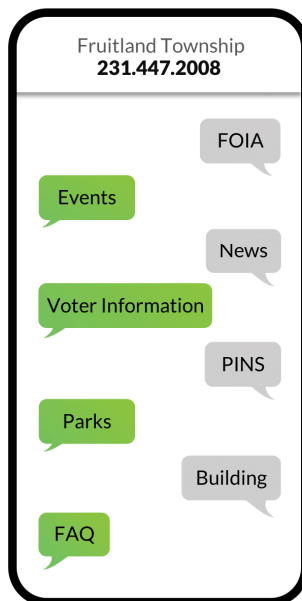 Fruitland Township
231.447.2008
FOIA
Events
News
Voter Information
PINS
Parks
Building
FAQ